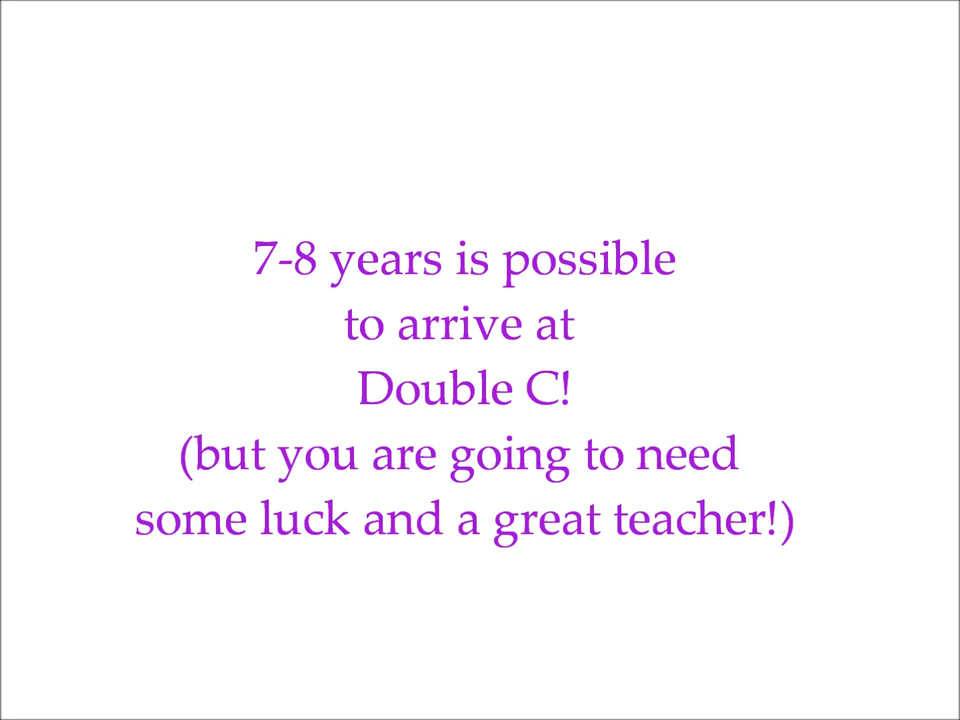 7-8 years is possible
to arrive at
Double C!
(but you are going to need
some luck and a great teacher!)